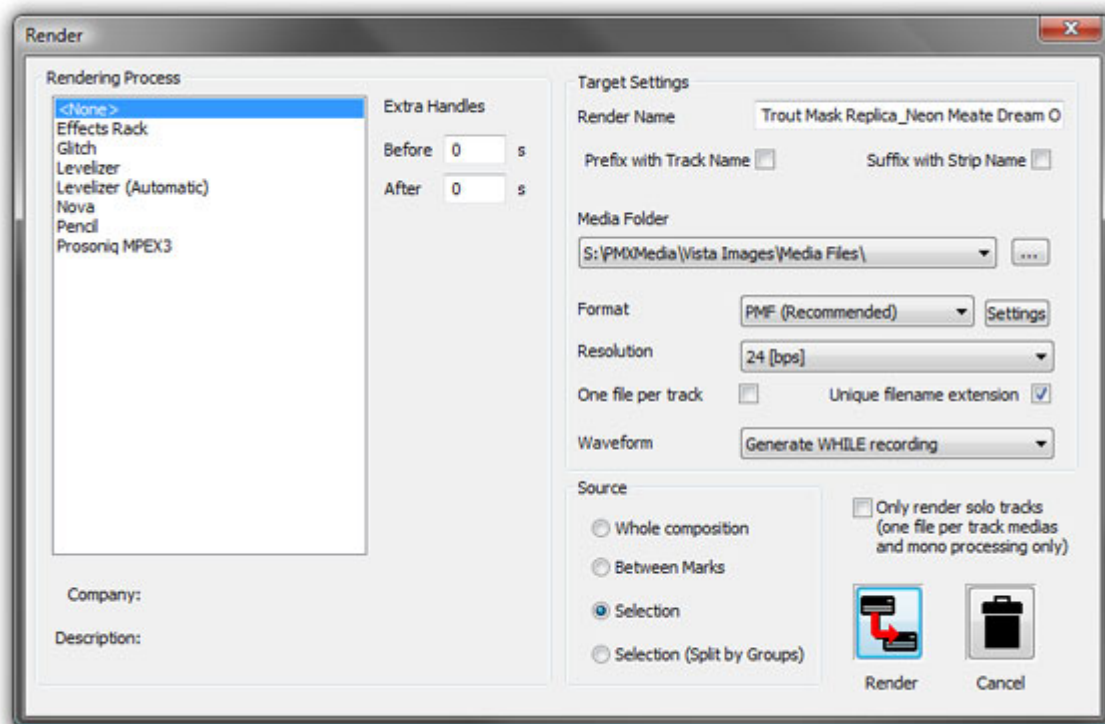 Render
Rendering Process
<None>
Effects Rack
Glitch
Levelizer
Levelizer (Automatic)
Nova
Pencil
Prosoniq MPEX3
Extra Handles
Before 0 s
After 0 s
Company:
Description:
Target Settings
Render Name Trout Mask Replica_Neon Meate Dream O
Prefix with Track Name Suffix with Strip Name
Media Folder
S:\PMXMedia\Vista Images\Media Files\ ...
Format PMF (Recommended) Settings
Resolution 24 [bps]
One file per track Unique filename extension
Waveform Generate WHILE recording
Source
Whole composition
Between Marks
Selection
Selection (Split by Groups)
Only render solo tracks
(one file per track medias
and mono processing only)
Render Cancel